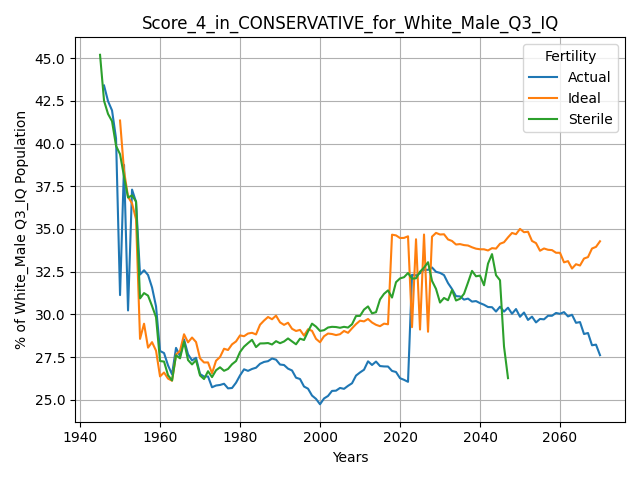 Score_4_in_CONSERVATIVE_for_White_Male_Q3_IQ
% of White_Male Q3_IQ Population
45.0
42.5
40.0
37.5
35.0
32.5
30.0
27.5
25.0
Fertility
Actual
Ideal
Sterile
1940
1960
1980
2000
2020
2040
2060
Years